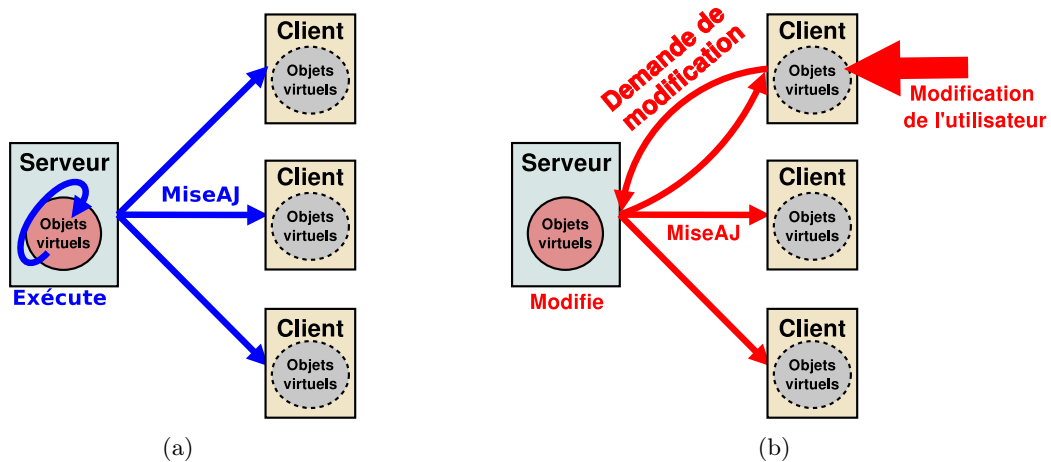 Client
Objets
virtuels
Serveur
Objets
virtuels
Exécute
MiseAJ
Client
Objets
virtuels
Client
Objets
virtuels
(a)
Demande de
modification
Client
Objets
virtuels
Modification
de l'utilisateur
Serveur
Objets
virtuels
Modifie
MiseAJ
Client
Objets
virtuels
Client
Objets
virtuels
(b)